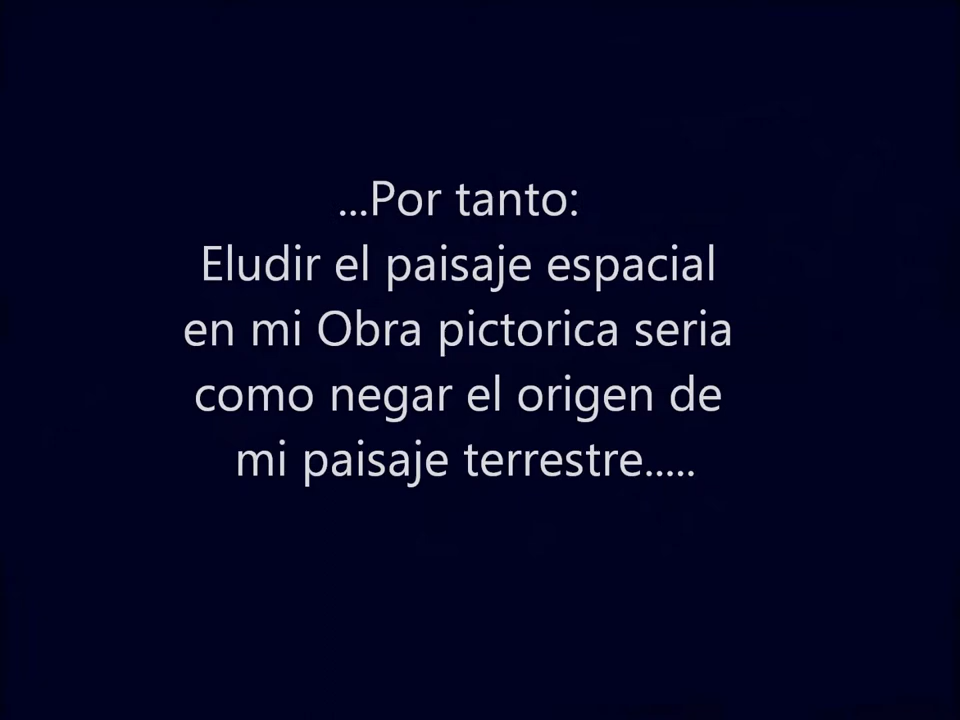 ...Por tanto:
Eludir el paisaje espacial
en mi Obra pictorica seria
como negar el origen de
mi paisaje terrestre.....